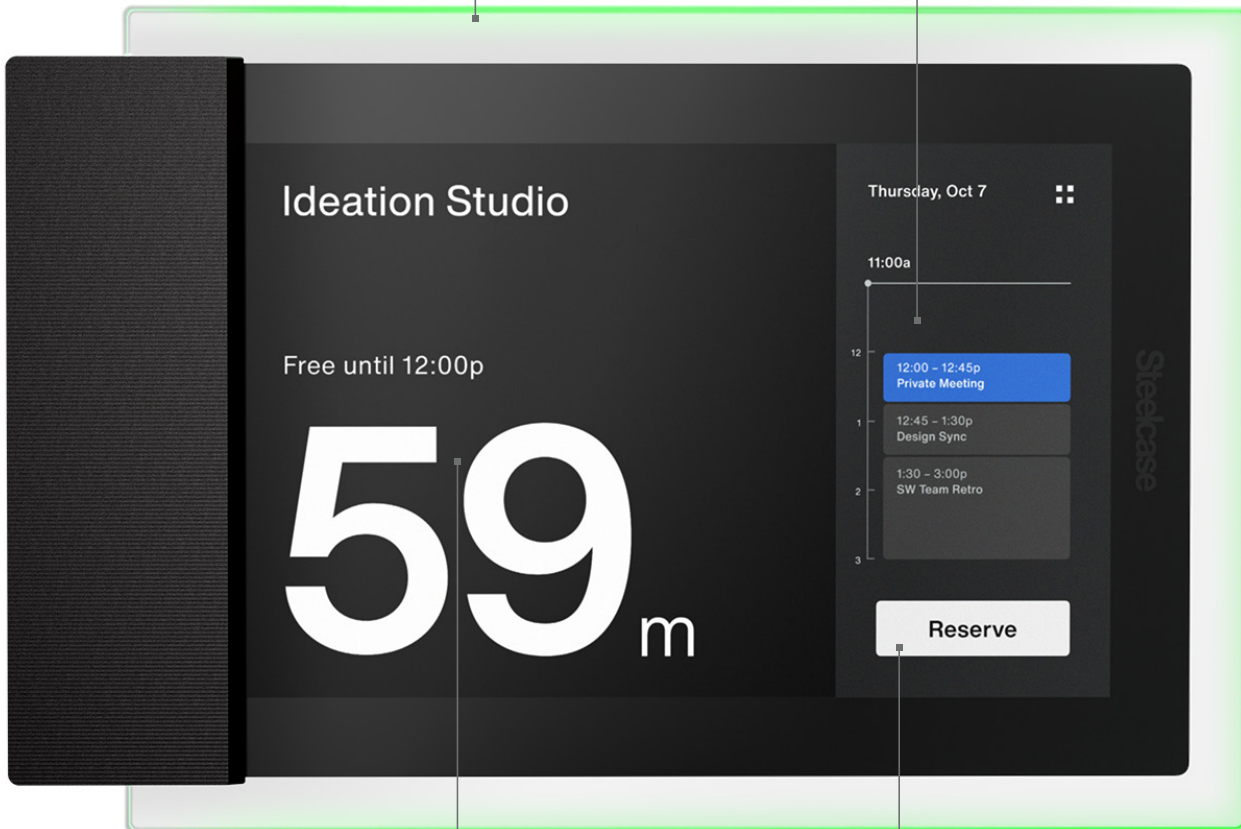 Ideation Studio
Free until 12:00p
59m
Thursday, Oct 7
11:00a
12
12:00 – 12:45p
Private Meeting
1
12:45 – 1:30p
Design Sync
2
1:30 – 3:00p
SW Team Retro
3
Reserve
Steelcase